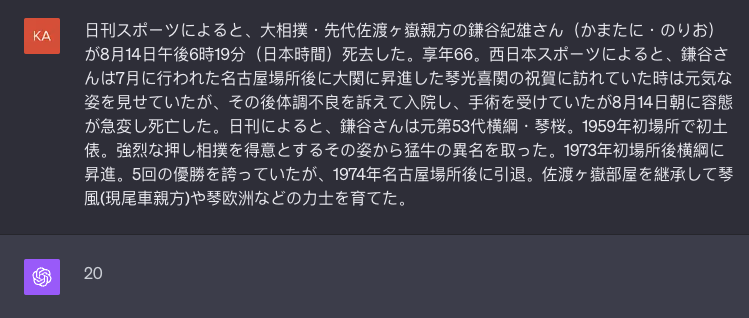 KA
日刊スポーツによると、大相撲・先代佐渡ヶ嶽親方の鎌谷紀雄さん（かまたに・のりお）
が8月14日午後6時19分（日本時間）死去した。享年66。西日本スポーツによると、鎌谷さ
んは7月に行われた名古屋場所後に大関に昇進した琴光喜関の祝賀に訪れていた時は元気な
姿を見せていたが、その後体調不良を訴えて入院し、手術を受けていたが8月14日朝に容態
が急変し死亡した。日刊によると、鎌谷さんは元第53代横綱・琴桜。1959年初場所で初土
俵。強烈な押し相撲を得意とするその姿から猛牛の異名を取った。1973年初場所後横綱に
昇進。5回の優勝を誇っていたが、1974年名古屋場所後に引退。佐渡ヶ嶽部屋を継承して琴
風(現尾車親方)や琴欧洲などの力士を育てた。
20